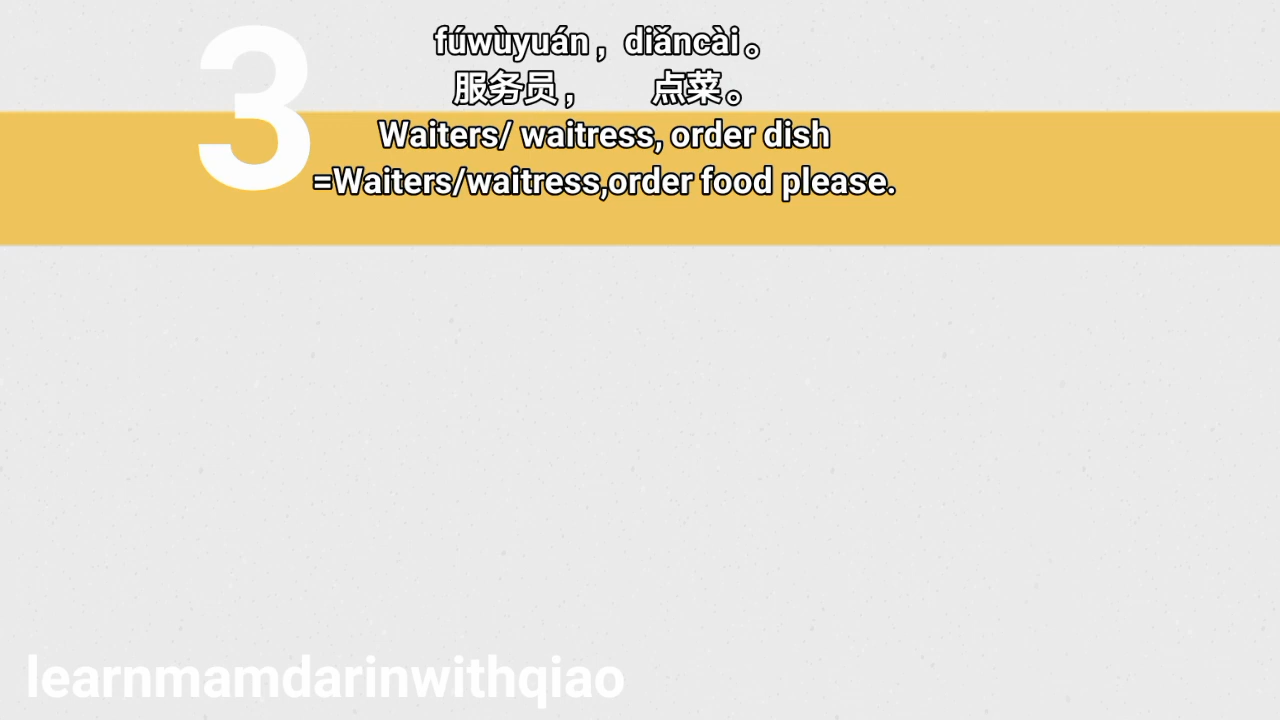 3
fúwùyuán，diǎncài。
服务员，点菜。
Waiters/ waitress, order dish
=Waiters/waitress,order food please.
learnmamdarinwithqiao